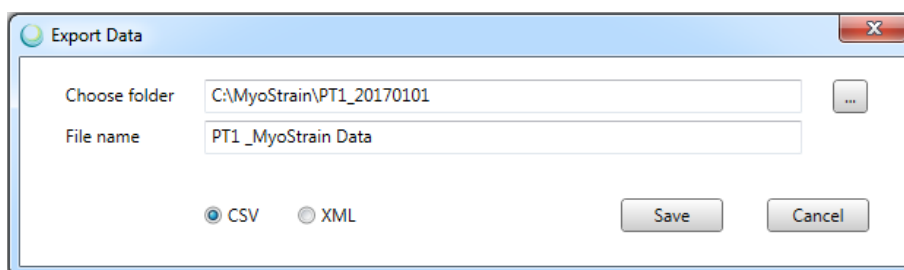 Export Data
Choose folder C:\MyoStrain\PT1_20170101 ...
File name PT1 _MyoStrain Data
CSV XML Save Cancel